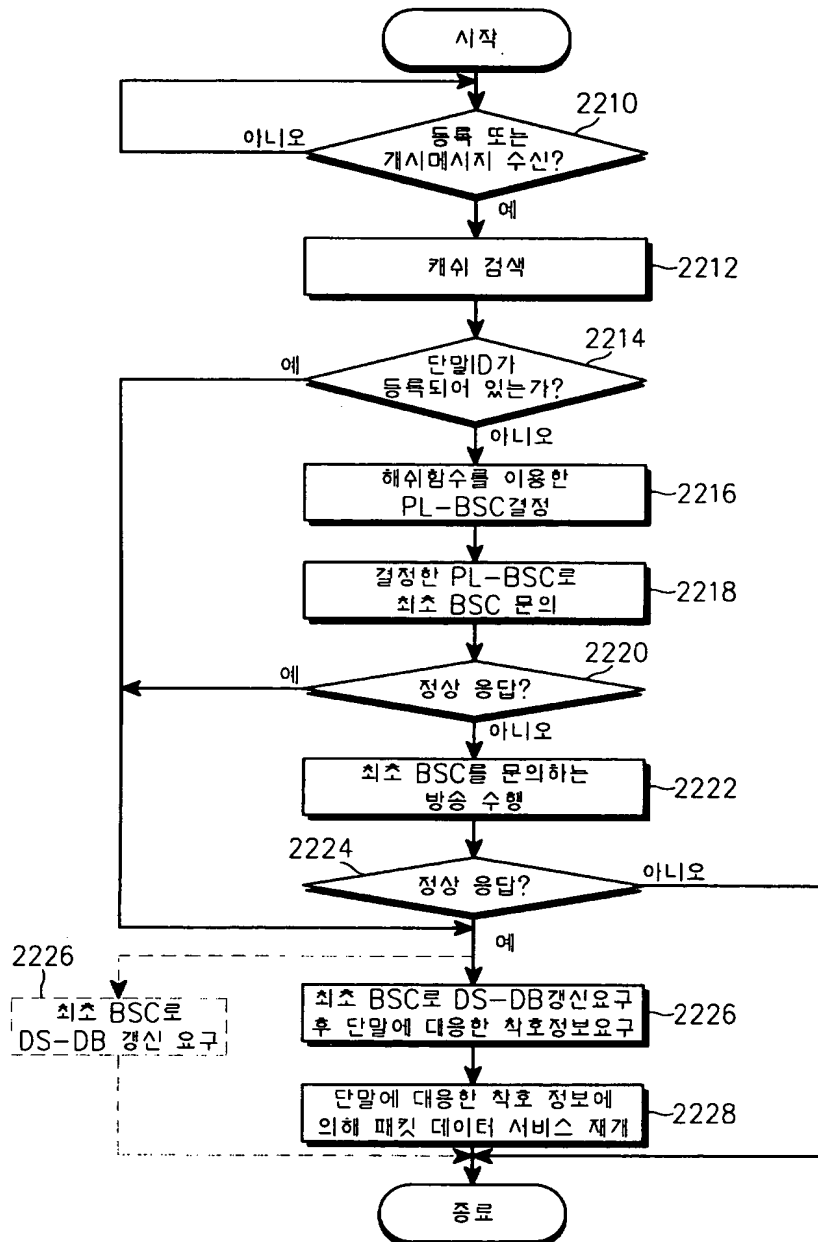 시작
2210
등록 또는
개시메시지 수신?
아니오
예
캐쉬 검색
2212
2214
단말ID가
등록되어 있는가?
예
아니오
해쉬함수를 이용한
PL-BSC결정
2216
결정한 PL-BSC로
최초 BSC 문의
2218
2220
정상 응답?
예
아니오
최초 BSC를 문의하는
방송 수행
2222
2224
정상 응답?
아니오
예
2226
최초 BSC로
DS-DB 갱신 요구
최초 BSC로 DS-DB갱신요구
후 단말에 대응한 착호정보요구
2226
단말에 대응한 착호 정보에
의해 패킷 데이터 서비스 재개
2228
종료